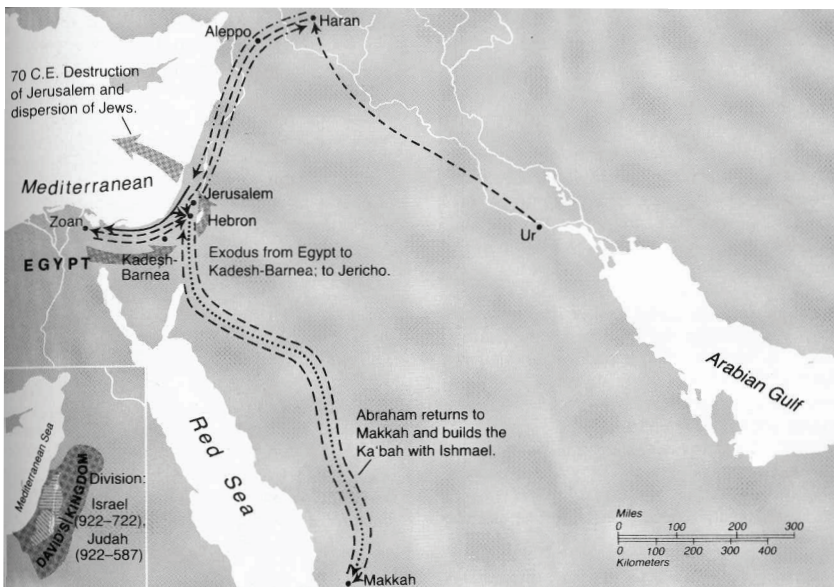 Haran
Aleppo
70 C.E. Destruction
of Jerusalem and
dispersion of Jews.
Mediterranean
Jerusalem
Zoan
Hebron
Ur
EGYPT
Kadesh-
Barnea
Exodus from Egypt to
Kadesh-Barnea; to Jericho.
Arabian Gulf
Red Sea
Abraham returns to
Makkah and builds the
Ka'bah with Ishmael.
Mediterranean Sea
DAVID'S KINGDOM
Division:
Israel
(922–722),
Judah
(922–587)
Miles
0 100 200 300
0 100 200 300 400
Kilometers
Makkah